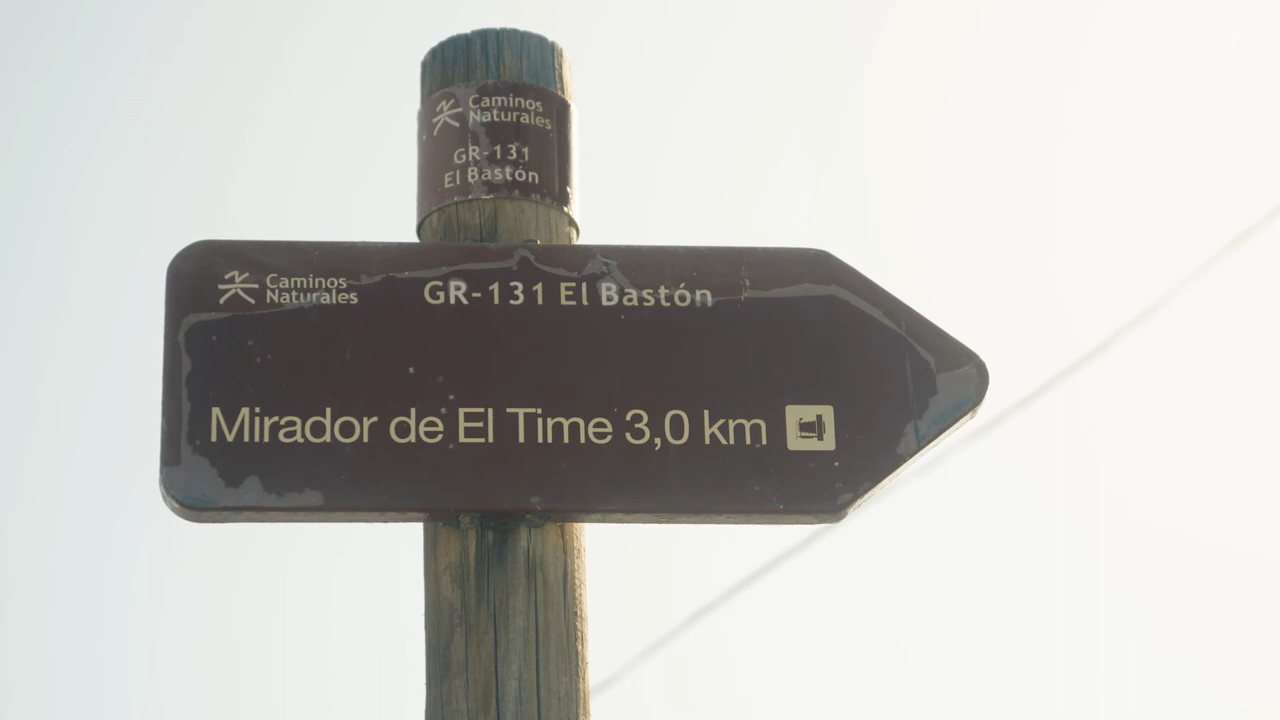 Caminos
Naturales
GR-131
El Bastón
Caminos
Naturales
GR-131 El Bastón
Mirador de El Time 3,0 km